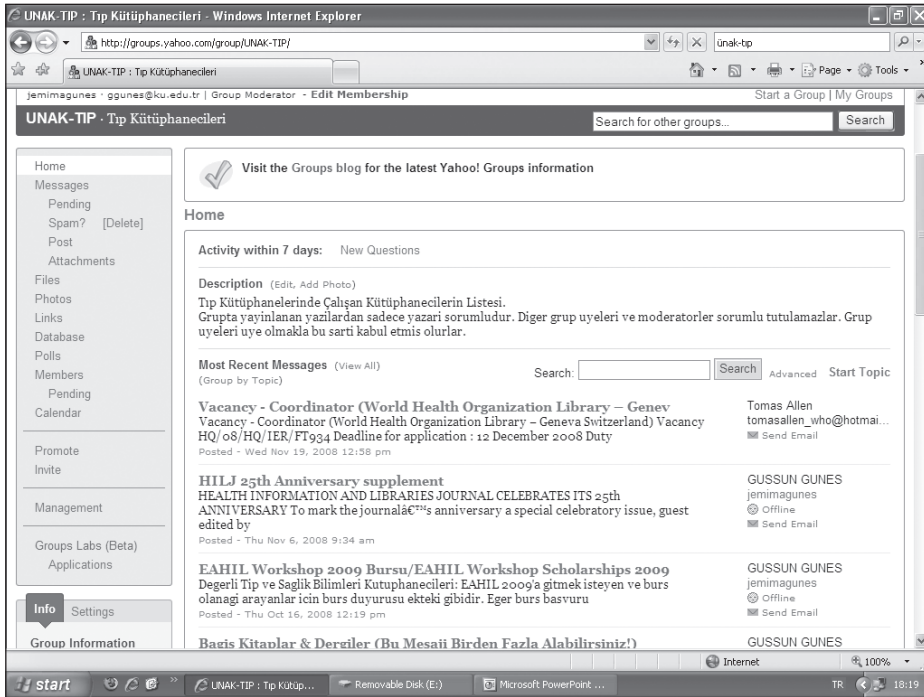 UNAK-TIP : Tıp Kütüphanecileri - Windows Internet Explorer
http://groups.yahoo.com/group/UNAK-TIP/
ünak-tıp
UNAK-TIP : Tıp Kütüphanecileri
Page
Tools
jemimagunes · ggunes@ku.edu.tr | Group Moderator - Edit Membership
Start a Group | My Groups
UNAK-TIP · Tıp Kütüphanecileri
Search for other groups...
Search
Home
Messages
Pending
Spam? [Delete]
Post
Attachments
Files
Photos
Links
Database
Polls
Members
Pending
Calendar
Promote
Invite
Management
Groups Labs (Beta)
Applications
Info
Settings
Group Information
Visit the Groups blog for the latest Yahoo! Groups information
Home
Activity within 7 days: New Questions
Description (Edit, Add Photo)
Tıp Kütüphanelerinde Çalışan Kütüphanecilerin Listesi.
Grupta yayinlanan yazilardan sadece yazari sorumludur. Diger grup uyeleri ve moderatorler sorumlu tutulamazlar. Grup
uyeleri uye olmakla bu sarti kabul etmis olurlar.
Most Recent Messages (View All)
(Group by Topic)
Search:
Search
Advanced
Start Topic
Vacancy - Coordinator (World Health Organization Library – Genev
Vacancy - Coordinator (World Health Organization Library – Geneva Switzerland) Vacancy
HQ/08/HQ/IER/FT934 Deadline for application : 12 December 2008 Duty
Posted - Wed Nov 19, 2008 12:58 pm
Tomas Allen
tomasallen_who@hotmai...
Send Email
HILJ 25th Anniversary supplement
HEALTH INFORMATION AND LIBRARIES JOURNAL CELEBRATES ITS 25th
ANNIVERSARY To mark the journalâ€™s anniversary a special celebratory issue, guest
edited by
Posted - Thu Nov 6, 2008 9:34 am
GUSSUN GUNES
jemimagunes
Offline
Send Email
EAHIL Workshop 2009 Bursu/EAHIL Workshop Scholarships 2009
Degerli Tip ve Saglik Bilimleri Kutuphanecileri: EAHIL 2009'a gitmek isteyen ve burs
olanagi arayanlar icin burs duyurusu ekteki gibidir. Eger burs basvuru
Posted - Thu Oct 16, 2008 12:19 pm
GUSSUN GUNES
jemimagunes
Offline
Send Email
Bagis Kitaplar & Dergiler (Bu Mesaji Birden Fazla Alabilirsiniz!)
GUSSUN GUNES
Internet
100%
start
UNAK-TIP : Tıp Kütüp...
Removable Disk (E:)
Microsoft PowerPoint ...
TR
18:19